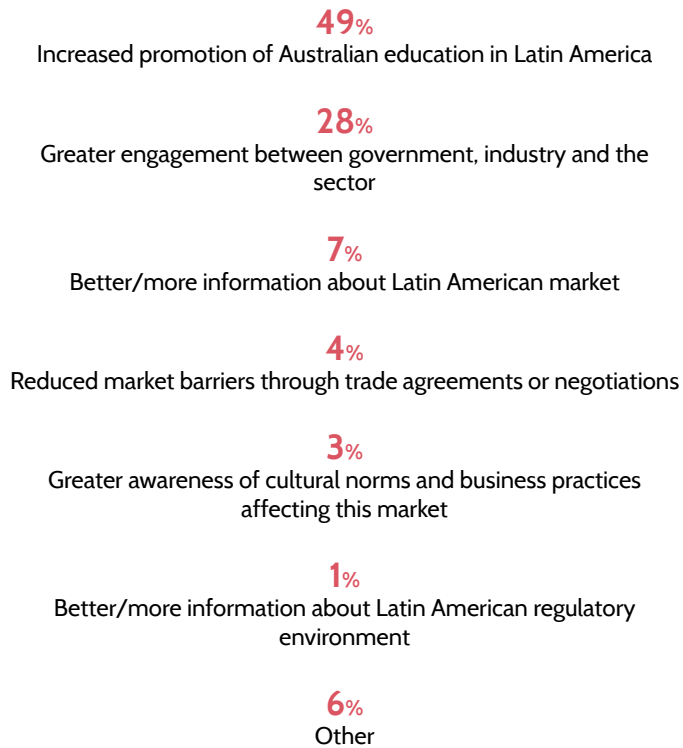 49%
Increased promotion of Australian education in Latin America
28%
Greater engagement between government, industry and the
sector
7%
Better/more information about Latin American market
4%
Reduced market barriers through trade agreements or negotiations
3%
Greater awareness of cultural norms and business practices
affecting this market
1%
Better/more information about Latin American regulatory
environment
6%
Other